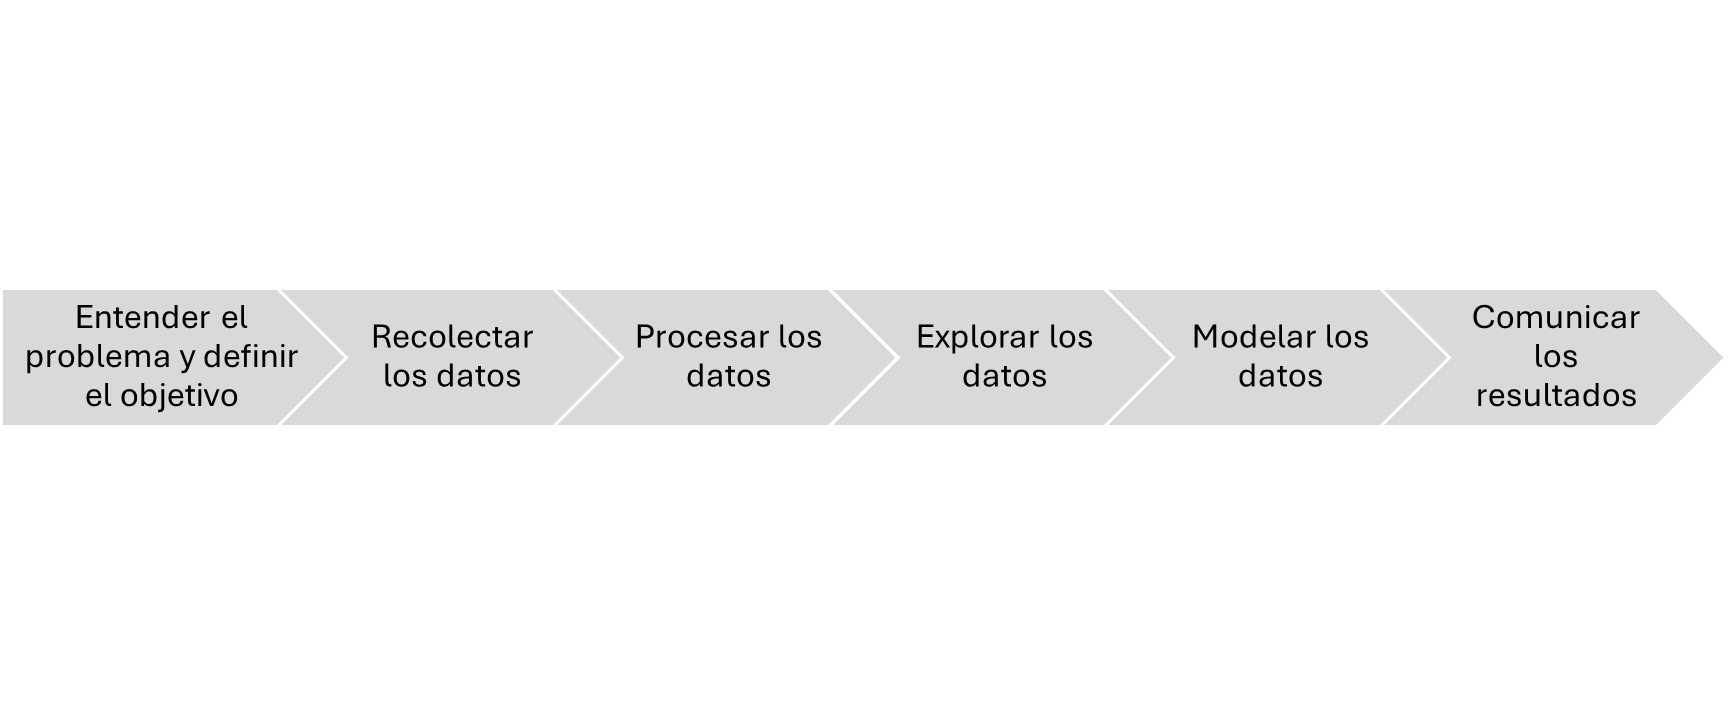 Entender el
problema y definir
el objetivo
Recolectar
los datos
Procesar los
datos
Explorar los
datos
Modelar los
datos
Comunicar
los
resultados